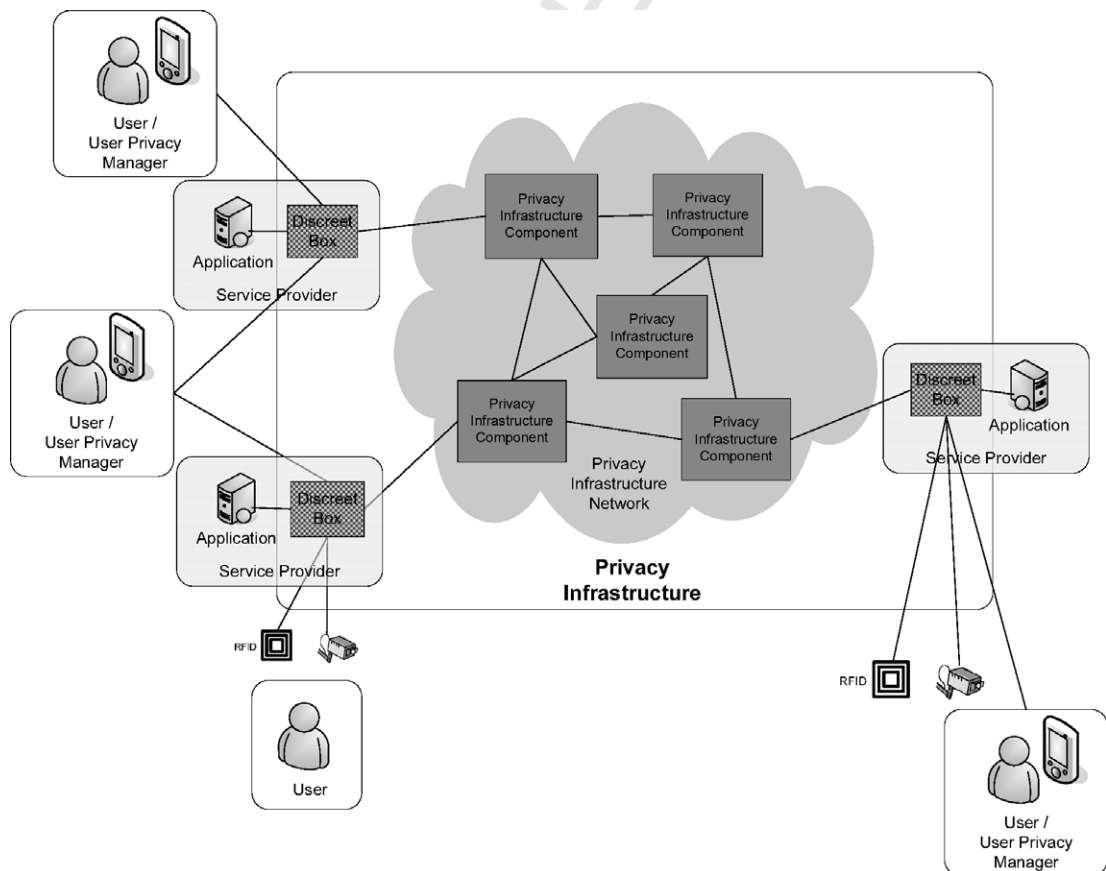 User /
User Privacy
Manager
Application
Discreet
Box
Service Provider
Privacy
Infrastructure
Component
Privacy
Infrastructure
Component
Privacy
Infrastructure
Component
User /
User Privacy
Manager
Privacy
Infrastructure
Component
Privacy
Infrastructure
Component
Discreet
Box
Application
Service Provider
Application
Discreet
Box
Service Provider
Privacy
Infrastructure
Network
Privacy
Infrastructure
RFID
User
RFID
User /
User Privacy
Manager